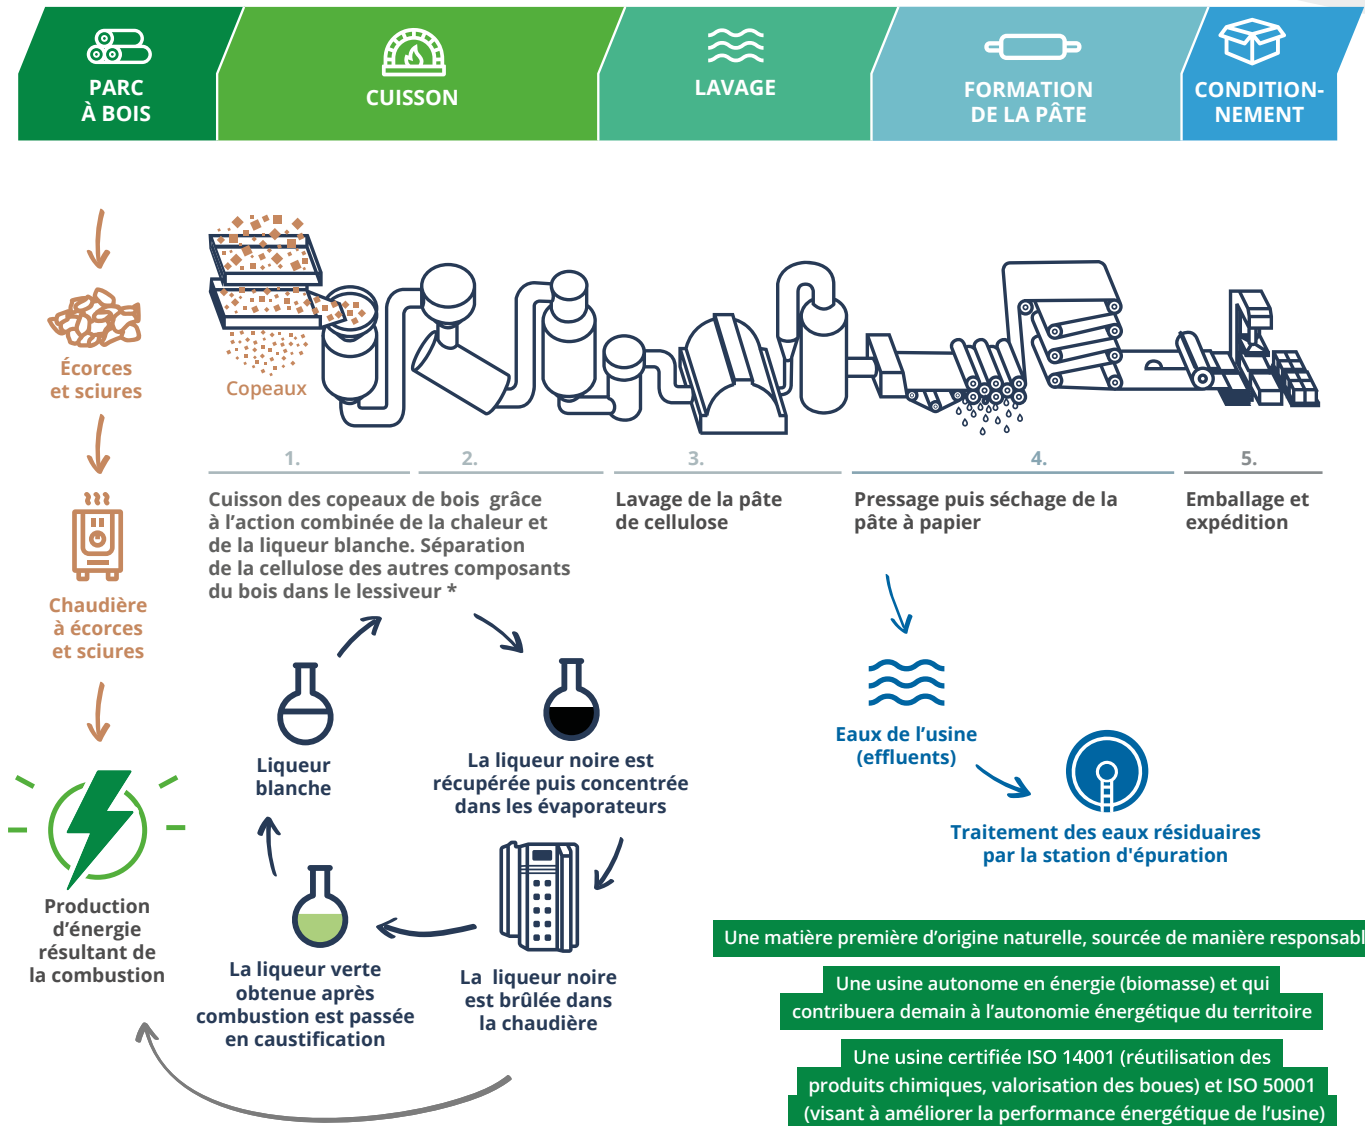 PARC
À BOIS
CUISSON
LAVAGE
FORMATION
DE LA PÂTE
CONDITION-
NEMENT
Écorces
et sciures
Chaudière
à écorces
et sciures
Production
d’énergie
résultant de
la combustion
Copeaux
1.
2.
3.
4.
5.
Cuisson des copeaux de bois  grâce
à l’action combinée de la chaleur et
de la liqueur blanche. Séparation
de la cellulose des autres composants
du bois dans le lessiveur *
Lavage de la pâte
de cellulose
Pressage puis séchage de la
pâte à papier
Emballage et
expédition
Liqueur
blanche
La liqueur noire est
récupérée puis concentrée
dans les évaporateurs
La  liqueur noire
est brûlée dans
la chaudière
La liqueur verte
obtenue après
combustion est passée
en caustification
Eaux de l’usine
(effluents)
Traitement des eaux résiduaires
par la station d'épuration
Une matière première d’origine naturelle, sourcée de manière responsabl
Une usine autonome en énergie (biomasse) et qui
contribuera demain à l’autonomie énergétique du territoire
Une usine certifiée ISO 14001 (réutilisation des
produits chimiques, valorisation des boues) et ISO 50001
(visant à améliorer la performance énergétique de l’usine)